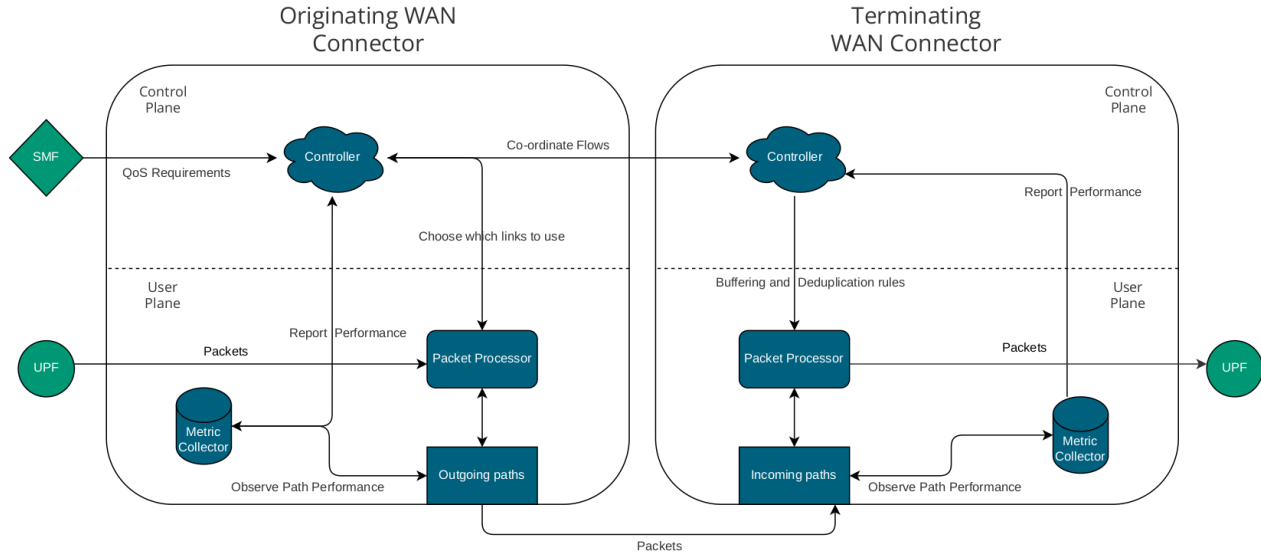 Originating WAN
Connector
Terminating
WAN Connector
Control
Plane
Control
Plane
SMF
QoS Requirements
Controller
Co-ordinate Flows
Controller
Report Performance
Choose which links to use
User
Plane
Buffering and Deduplication rules
User
Plane
Report Performance
UPF
Packets
Packet Processor
Packet Processor
Packets
UPF
Metric
Collector
Metric
Collector
Observe Path Performance
Outgoing paths
Incoming paths
Observe Path Performance
Packets